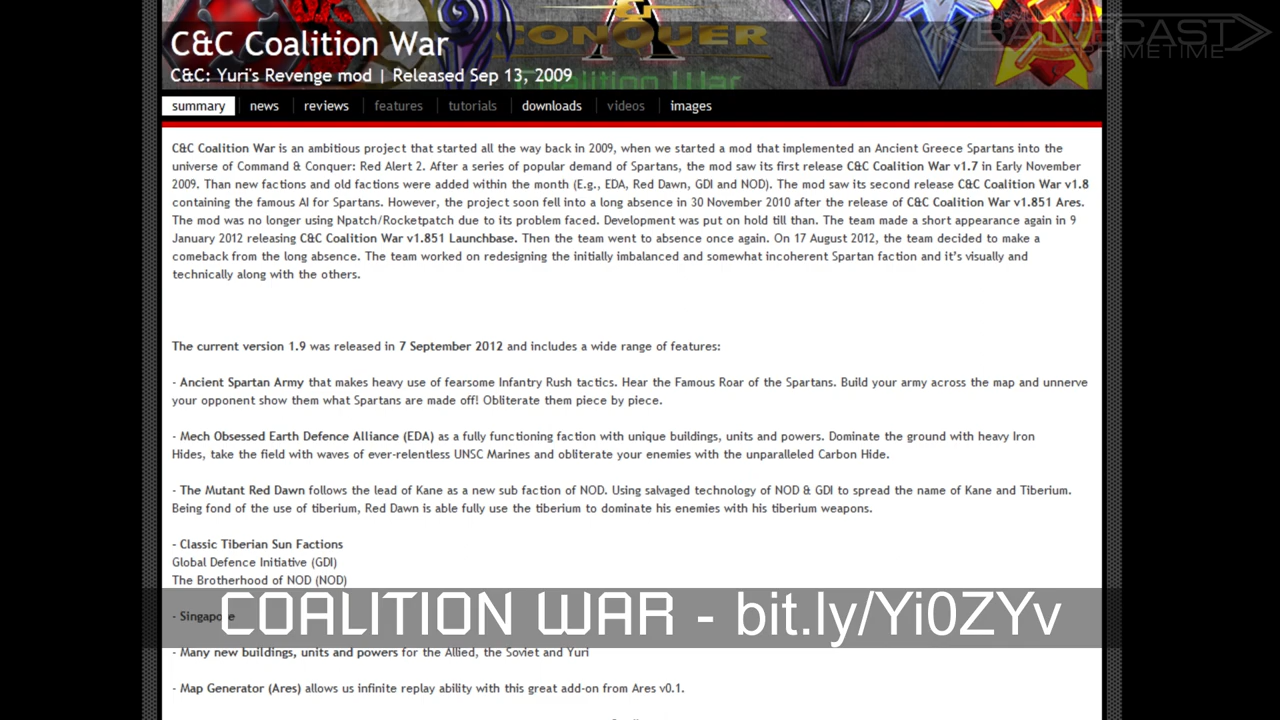 CONQUER
Coalition War
BATTLECAST
PRIMETIME
C&C Coalition War
C&C: Yuri's Revenge mod | Released Sep 13, 2009
summary news reviews features tutorials downloads videos images
C&C Coalition War is an ambitious project that started all the way back in 2009, when we started a mod that implemented an Ancient Greece Spartans into the
universe of Command & Conquer: Red Alert 2. After a series of popular demand of Spartans, the mod saw its first release C&C Coalition War v1.7 in Early November
2009. Than new factions and old factions were added within the month (E.g., EDA, Red Dawn, GDI and NOD). The mod saw its second release C&C Coalition War v1.8
containing the famous AI for Spartans. However, the project soon fell into a long absence in 30 November 2010 after the release of C&C Coalition War v1.851 Ares.
The mod was no longer using Npatch/Rocketpatch due to its problem faced. Development was put on hold till than. The team made a short appearance again in 9
January 2012 releasing C&C Coalition War v1.851 Launchbase. Then the team went to absence once again. On 17 August 2012, the team decided to make a
comeback from the long absence. The team worked on redesigning the initially imbalanced and somewhat incoherent Spartan faction and it's visually and
technically along with the others.
The current version 1.9 was released in 7 September 2012 and includes a wide range of features:
- Ancient Spartan Army that makes heavy use of fearsome Infantry Rush tactics. Hear the Famous Roar of the Spartans. Build your army across the map and unnerve
your opponent show them what Spartans are made off! Obliterate them piece by piece.
- Mech Obsessed Earth Defence Alliance (EDA) as a fully functioning faction with unique buildings, units and powers. Dominate the ground with heavy Iron
Hides, take the field with waves of ever-relentless UNSC Marines and obliterate your enemies with the unparalleled Carbon Hide.
- The Mutant Red Dawn follows the lead of Kane as a new sub faction of NOD. Using salvaged technology of NOD & GDI to spread the name of Kane and Tiberium.
Being fond of the use of tiberium, Red Dawn is able fully use the tiberium to dominate his enemies with his tiberium weapons.
- Classic Tiberian Sun Factions
Global Defence Initiative (GDI)
The Brotherhood of NOD (NOD)
- Singapore
COALITION WAR - bit.ly/Yi0ZYv
- Many new buildings, units and powers for the Allied, the Soviet and Yuri
- Map Generator (Ares) allows us infinite replay ability with this great add-on from Ares v0.1.